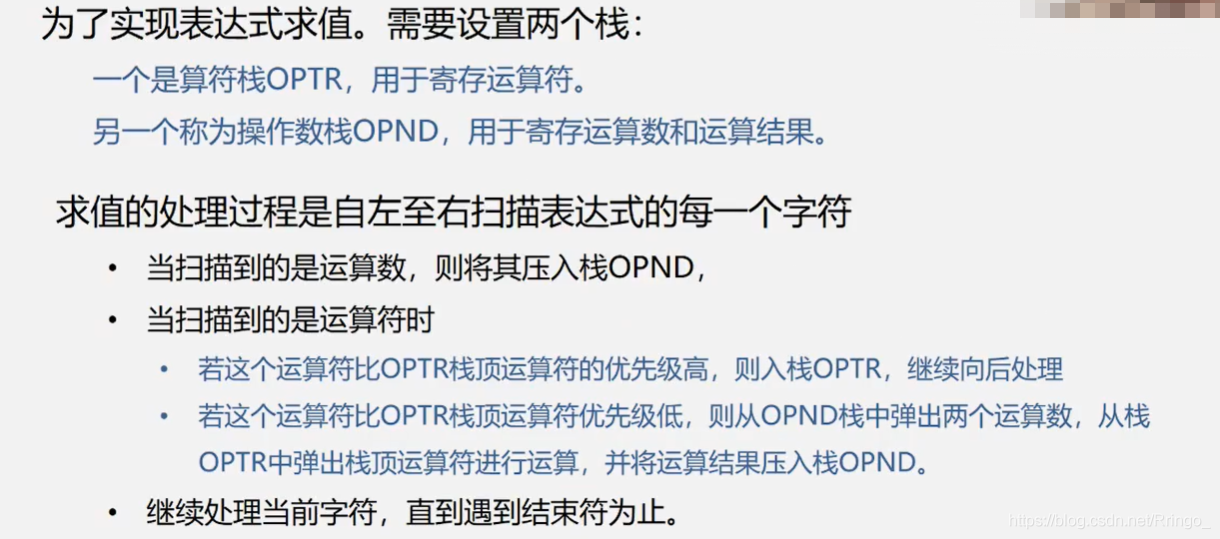 为了实现表达式求值。需要设置两个栈：
一个是算符栈OPTR，用于寄存运算符。
另一个称为操作数栈OPND，用于寄存运算数和运算结果。
求值的处理过程是自左至右扫描表达式的每一个字符
• 当扫描到的是运算数，则将其压入栈OPND，
• 当扫描到的是运算符时
• 若这个运算符比OPTR栈顶运算符的优先级高，则入栈OPTR，继续向后处理
• 若这个运算符比OPTR栈顶运算符优先级低，则从OPND栈中弹出两个运算数，从栈
OPTR中弹出栈顶运算符进行运算，并将运算结果压入栈OPND。
• 继续处理当前字符，直到遇到结束符为止。
https://blog.csdn.net/Rringo_